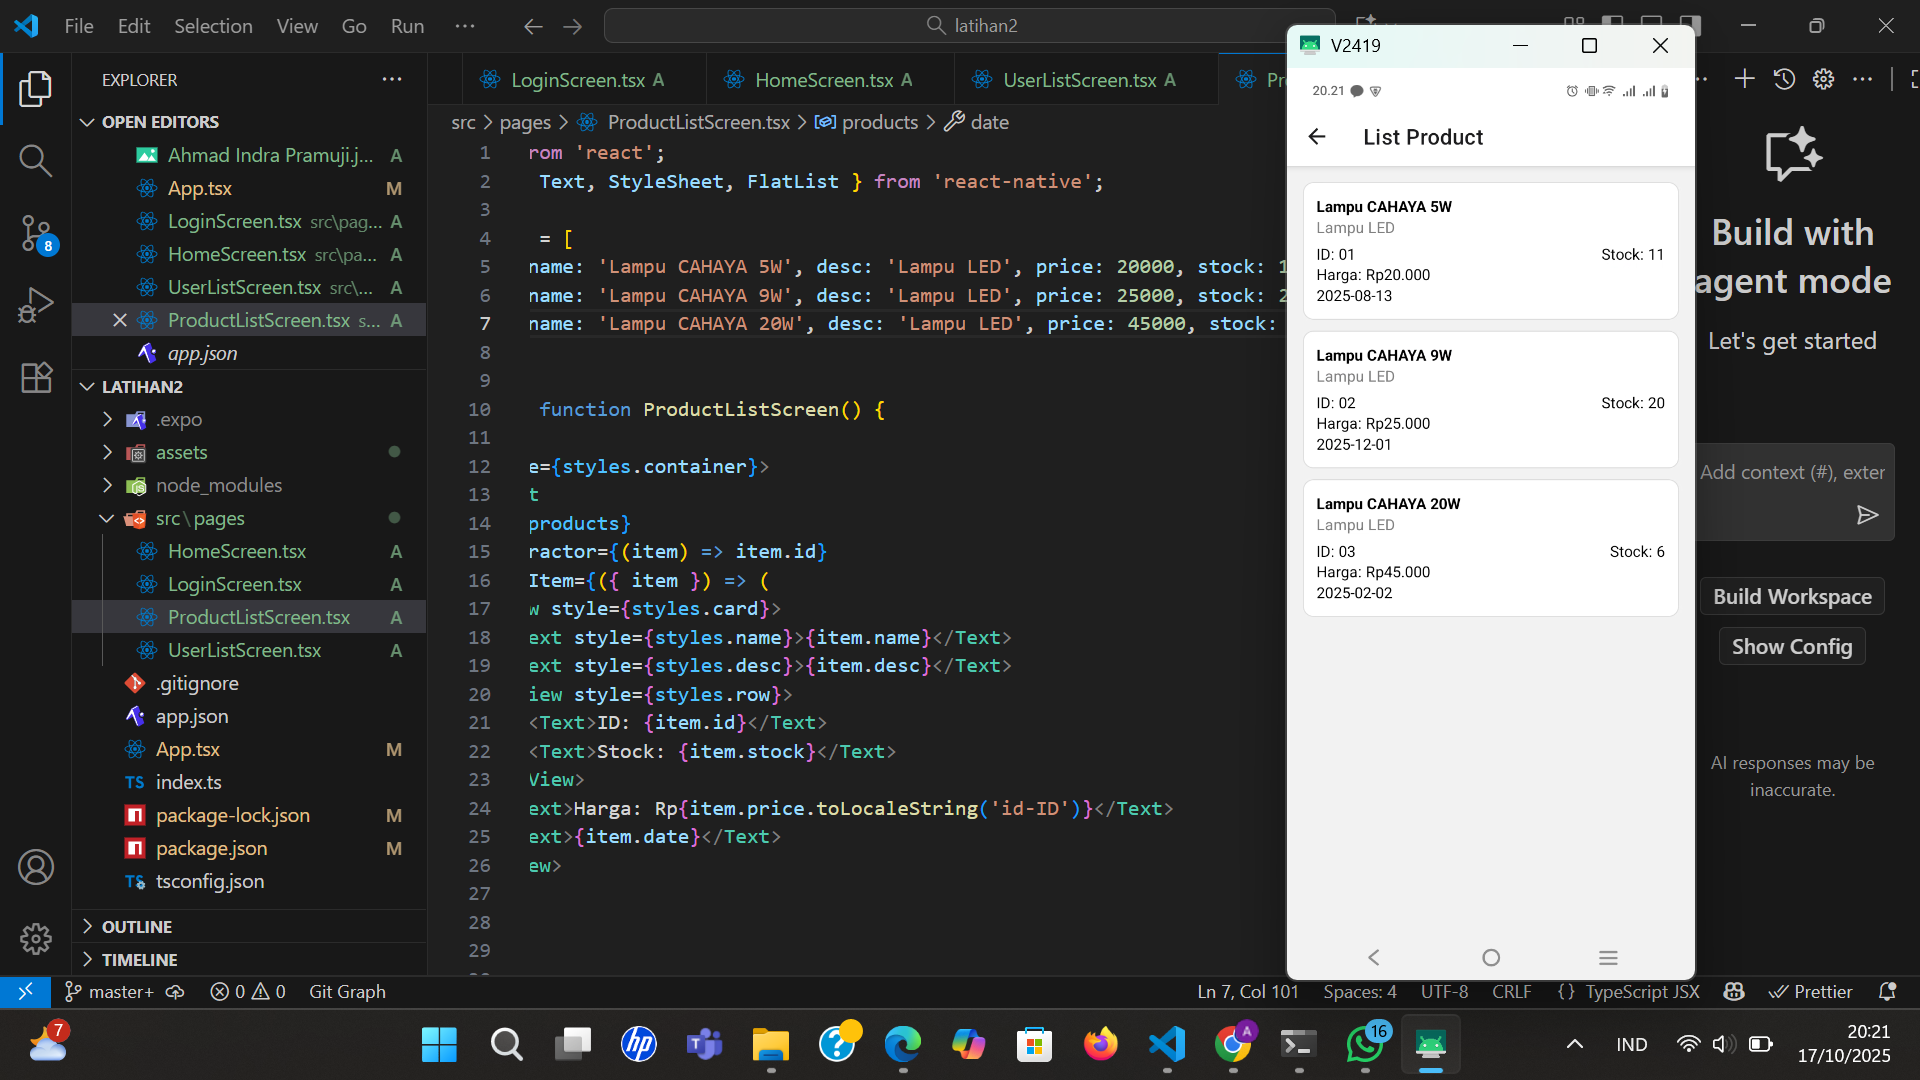 File Edit Selection View Go Run
latihan2
EXPLORER
OPEN EDITORS
Ahmad Indra Pramuji.j... A
App.tsx M
LoginScreen.tsx src\pag... A
HomeScreen.tsx src\pa... A
UserListScreen.tsx src\... A
ProductListScreen.tsx s... A
app.json
LATIHAN2
.expo
assets
node_modules
src\pages
HomeScreen.tsx A
LoginScreen.tsx A
ProductListScreen.tsx A
UserListScreen.tsx A
.gitignore
app.json
App.tsx M
TS index.ts
package-lock.json M
package.json M
TS tsconfig.json
OUTLINE
TIMELINE
8
LoginScreen.tsx A HomeScreen.tsx A UserListScreen.tsx A Pr
src > pages > ProductListScreen.tsx > products > date
1 rom 'react';
2 Text, StyleSheet, FlatList } from 'react-native';
3
4 = [
5 name: 'Lampu CAHAYA 5W', desc: 'Lampu LED', price: 20000, stock: 1
6 name: 'Lampu CAHAYA 9W', desc: 'Lampu LED', price: 25000, stock: 2
7 name: 'Lampu CAHAYA 20W', desc: 'Lampu LED', price: 45000, stock:
8
9
10 function ProductListScreen() {
11
12 e={styles.container}>
13 t
14 products}
15 ractor={(item) => item.id}
16 Item={({ item }) => (
17 w style={styles.card}>
18 ext style={styles.name}>{item.name}</Text>
19 ext style={styles.desc}>{item.desc}</Text>
20 iew style={styles.row}>
21 <Text>ID: {item.id}</Text>
22 <Text>Stock: {item.stock}</Text>
23 View>
24 ext>Harga: Rp{item.price.toLocaleString('id-ID')}</Text>
25 ext>{item.date}</Text>
26 ew>
27
28
29
V2419
20.21
List Product
Lampu CAHAYA 5W
Lampu LED
ID: 01 Stock: 11
Harga: Rp20.000
2025-08-13
Lampu CAHAYA 9W
Lampu LED
ID: 02 Stock: 20
Harga: Rp25.000
2025-12-01
Lampu CAHAYA 20W
Lampu LED
ID: 03 Stock: 6
Harga: Rp45.000
2025-02-02
Build with
agent mode
Let's get started
Add context (#), exter
Build Workspace
Show Config
AI responses may be
inaccurate.
master+ 0 0 Git Graph Ln 7, Col 101 Spaces: 4 UTF-8 CRLF {} TypeScript JSX Prettier
7 hp T A 16 IND 20:21
17/10/2025